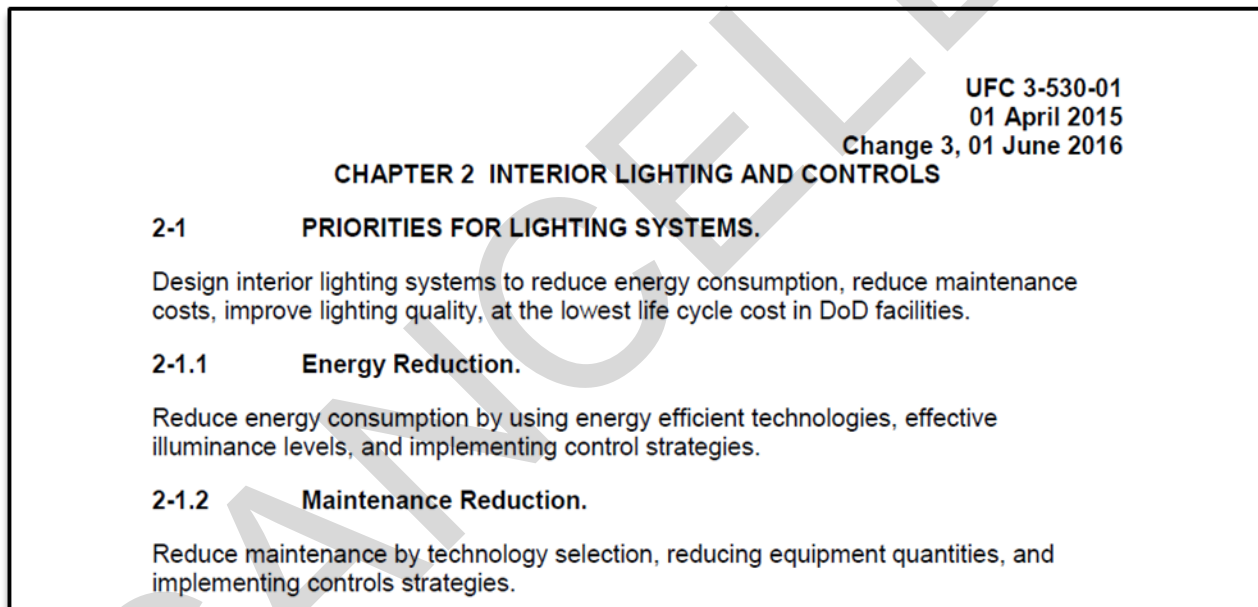 UFC 3-530-01
01 April 2015
Change 3, 01 June 2016
CHAPTER 2 INTERIOR LIGHTING AND CONTROLS
2-1 PRIORITIES FOR LIGHTING SYSTEMS.
Design interior lighting systems to reduce energy consumption, reduce maintenance
costs, improve lighting quality, at the lowest life cycle cost in DoD facilities.
2-1.1 Energy Reduction.
Reduce energy consumption by using energy efficient technologies, effective
illuminance levels, and implementing control strategies.
2-1.2 Maintenance Reduction.
Reduce maintenance by technology selection, reducing equipment quantities, and
implementing controls strategies.